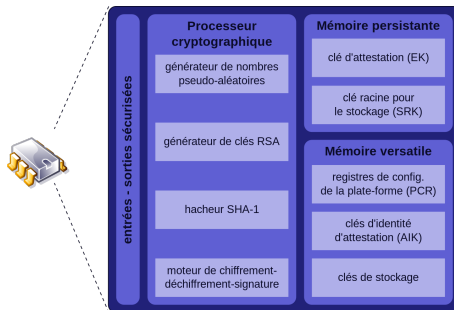 entrées - sorties sécurisées
Processeur
cryptographique
générateur de nombres
pseudo-aléatoires
générateur de clés RSA
hacheur SHA-1
moteur de chiffrement-
déchiffrement-signature
Mémoire persistante
clé d'attestation (EK)
clé racine pour
le stockage (SRK)
Mémoire versatile
registres de config.
de la plate-forme (PCR)
clés d'identité
d'attestation (AIK)
clés de stockage